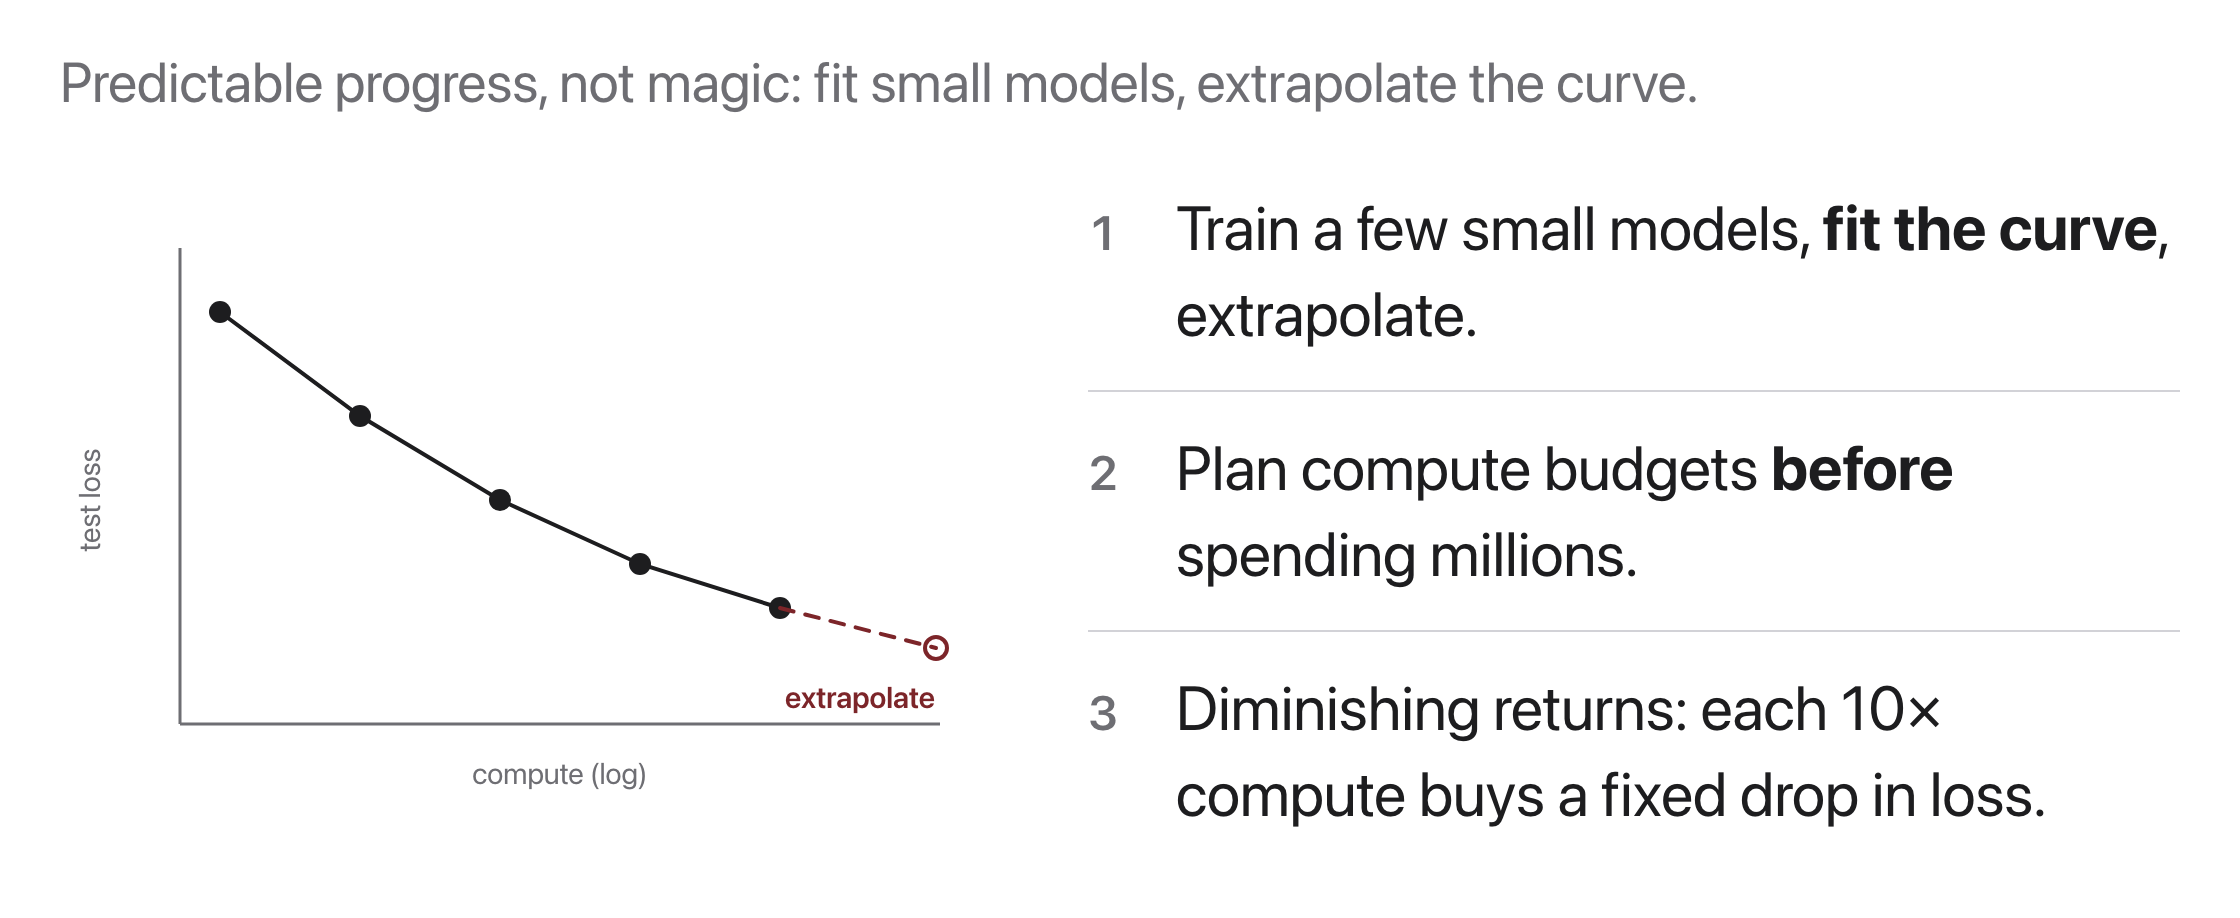 Predictable progress, not magic: fit small models, extrapolate the curve.
test loss
extrapolate
compute (log)
1 Train a few small models, fit the curve,
extrapolate.
2 Plan compute budgets before
spending millions.
3 Diminishing returns: each 10×
compute buys a fixed drop in loss.